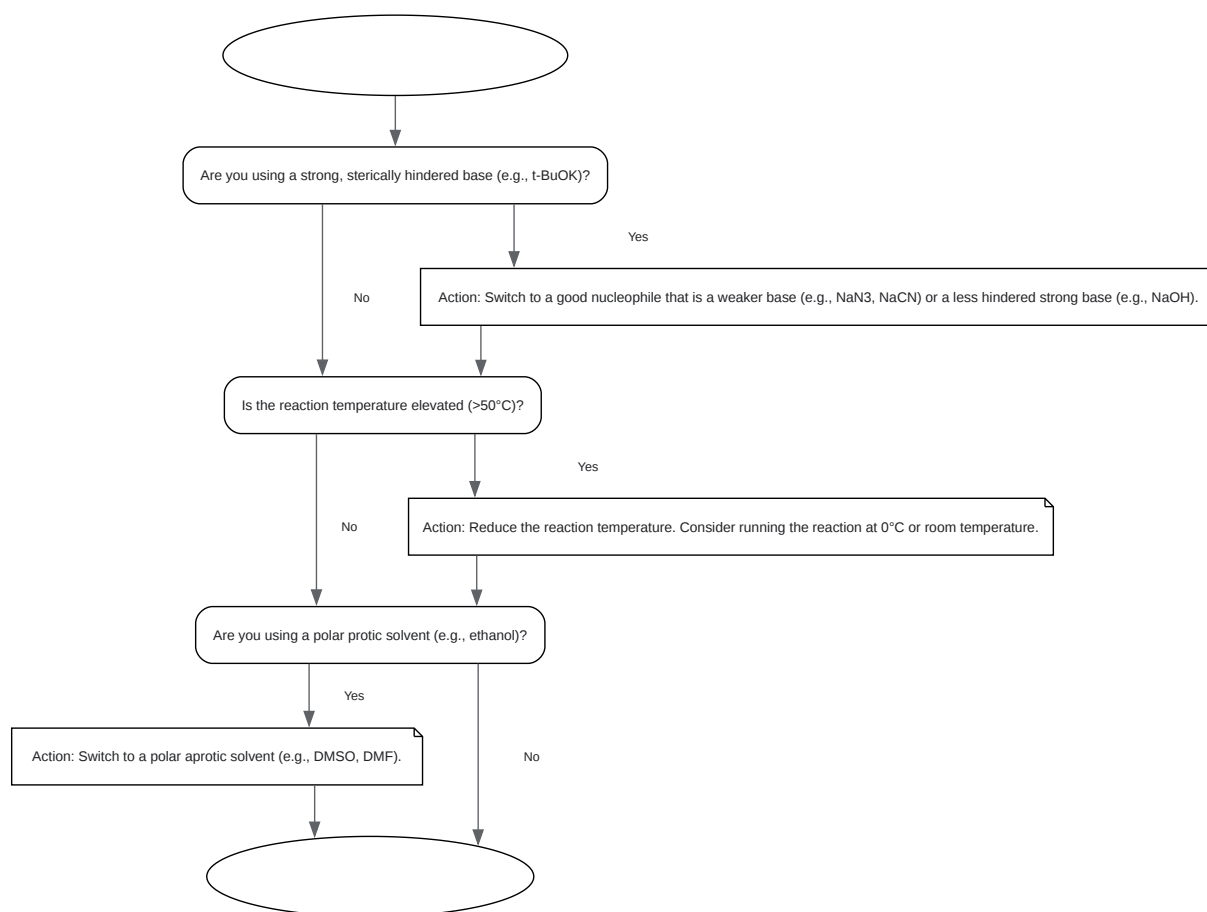 Are you using a strong, sterically hindered base (e.g., t-BuOK)?
Yes
No
Action: Switch to a good nucleophile that is a weaker base (e.g., NaN3, NaCN) or a less hindered strong base (e.g., NaOH).
Is the reaction temperature elevated (>50°C)?
Yes
No
Action: Reduce the reaction temperature. Consider running the reaction at 0°C or room temperature.
Are you using a polar protic solvent (e.g., ethanol)?
Yes
Action: Switch to a polar aprotic solvent (e.g., DMSO, DMF).
No